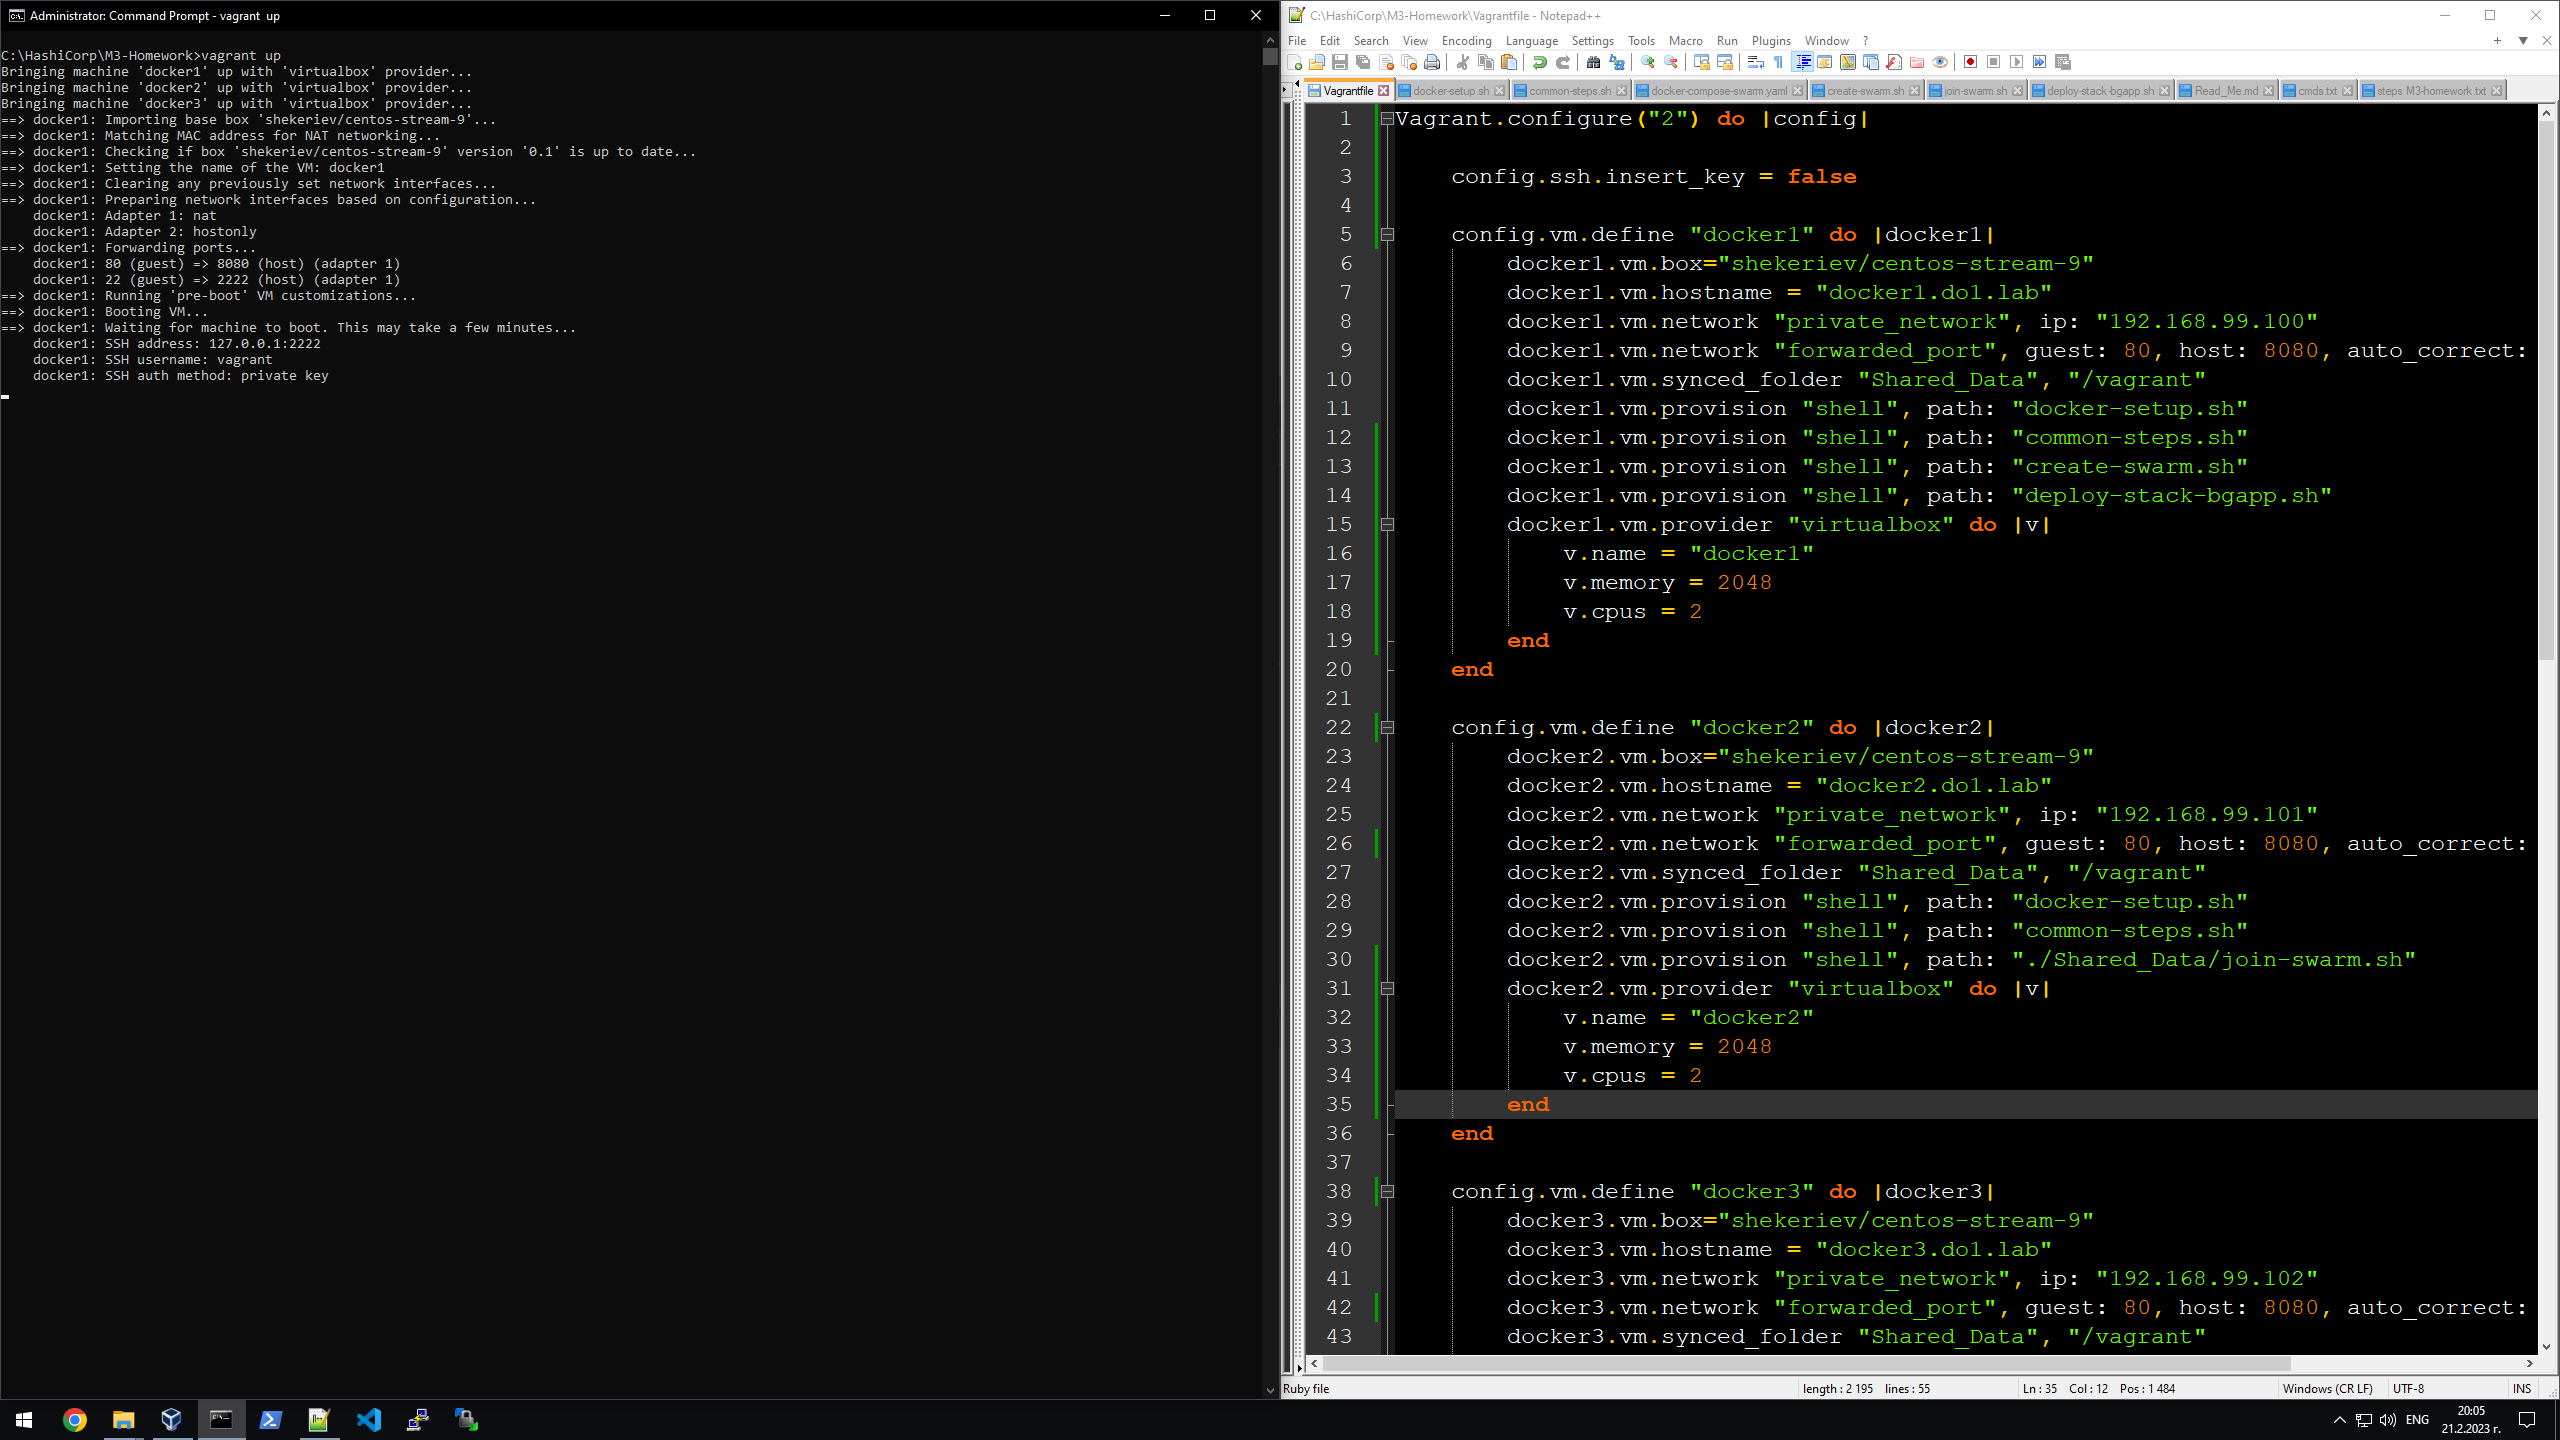 Administrator: Command Prompt - vagrant  up
C:\HashiCorp\M3-Homework>vagrant up
Bringing machine 'docker1' up with 'virtualbox' provider...
Bringing machine 'docker2' up with 'virtualbox' provider...
Bringing machine 'docker3' up with 'virtualbox' provider...
==> docker1: Importing base box 'shekeriev/centos-stream-9'...
==> docker1: Matching MAC address for NAT networking...
==> docker1: Checking if box 'shekeriev/centos-stream-9' version '0.1' is up to date...
==> docker1: Setting the name of the VM: docker1
==> docker1: Clearing any previously set network interfaces...
==> docker1: Preparing network interfaces based on configuration...
    docker1: Adapter 1: nat
    docker1: Adapter 2: hostonly
==> docker1: Forwarding ports...
    docker1: 80 (guest) => 8080 (host) (adapter 1)
    docker1: 22 (guest) => 2222 (host) (adapter 1)
==> docker1: Running 'pre-boot' VM customizations...
==> docker1: Booting VM...
==> docker1: Waiting for machine to boot. This may take a few minutes...
    docker1: SSH address: 127.0.0.1:2222
    docker1: SSH username: vagrant
    docker1: SSH auth method: private key
C:\HashiCorp\M3-Homework\Vagrantfile - Notepad++
File Edit Search View Encoding Language Settings Tools Macro Run Plugins Window ?
Vagrantfile docker-setup.sh common-steps.sh docker-compose-swarm.yaml create-swarm.sh join-swarm.sh deploy-stack-bgapp.sh Read_Me.md cmds.txt steps M3-homework.txt
1 Vagrant.configure("2") do |config|
2
3     config.ssh.insert_key = false
4
5     config.vm.define "docker1" do |docker1|
6         docker1.vm.box="shekeriev/centos-stream-9"
7         docker1.vm.hostname = "docker1.do1.lab"
8         docker1.vm.network "private_network", ip: "192.168.99.100"
9         docker1.vm.network "forwarded_port", guest: 80, host: 8080, auto_correct:
10         docker1.vm.synced_folder "Shared_Data", "/vagrant"
11         docker1.vm.provision "shell", path: "docker-setup.sh"
12         docker1.vm.provision "shell", path: "common-steps.sh"
13         docker1.vm.provision "shell", path: "create-swarm.sh"
14         docker1.vm.provision "shell", path: "deploy-stack-bgapp.sh"
15         docker1.vm.provider "virtualbox" do |v|
16             v.name = "docker1"
17             v.memory = 2048
18             v.cpus = 2
19         end
20     end
21
22     config.vm.define "docker2" do |docker2|
23         docker2.vm.box="shekeriev/centos-stream-9"
24         docker2.vm.hostname = "docker2.do1.lab"
25         docker2.vm.network "private_network", ip: "192.168.99.101"
26         docker2.vm.network "forwarded_port", guest: 80, host: 8080, auto_correct:
27         docker2.vm.synced_folder "Shared_Data", "/vagrant"
28         docker2.vm.provision "shell", path: "docker-setup.sh"
29         docker2.vm.provision "shell", path: "common-steps.sh"
30         docker2.vm.provision "shell", path: "./Shared_Data/join-swarm.sh"
31         docker2.vm.provider "virtualbox" do |v|
32             v.name = "docker2"
33             v.memory = 2048
34             v.cpus = 2
35         end
36     end
37
38     config.vm.define "docker3" do |docker3|
39         docker3.vm.box="shekeriev/centos-stream-9"
40         docker3.vm.hostname = "docker3.do1.lab"
41         docker3.vm.network "private_network", ip: "192.168.99.102"
42         docker3.vm.network "forwarded_port", guest: 80, host: 8080, auto_correct:
43         docker3.vm.synced_folder "Shared_Data", "/vagrant"
Ruby file length : 2 195 lines : 55 Ln : 35 Col : 12 Pos : 1 484 Windows (CR LF) UTF-8 INS
ENG
20:05
21.2.2023 г.